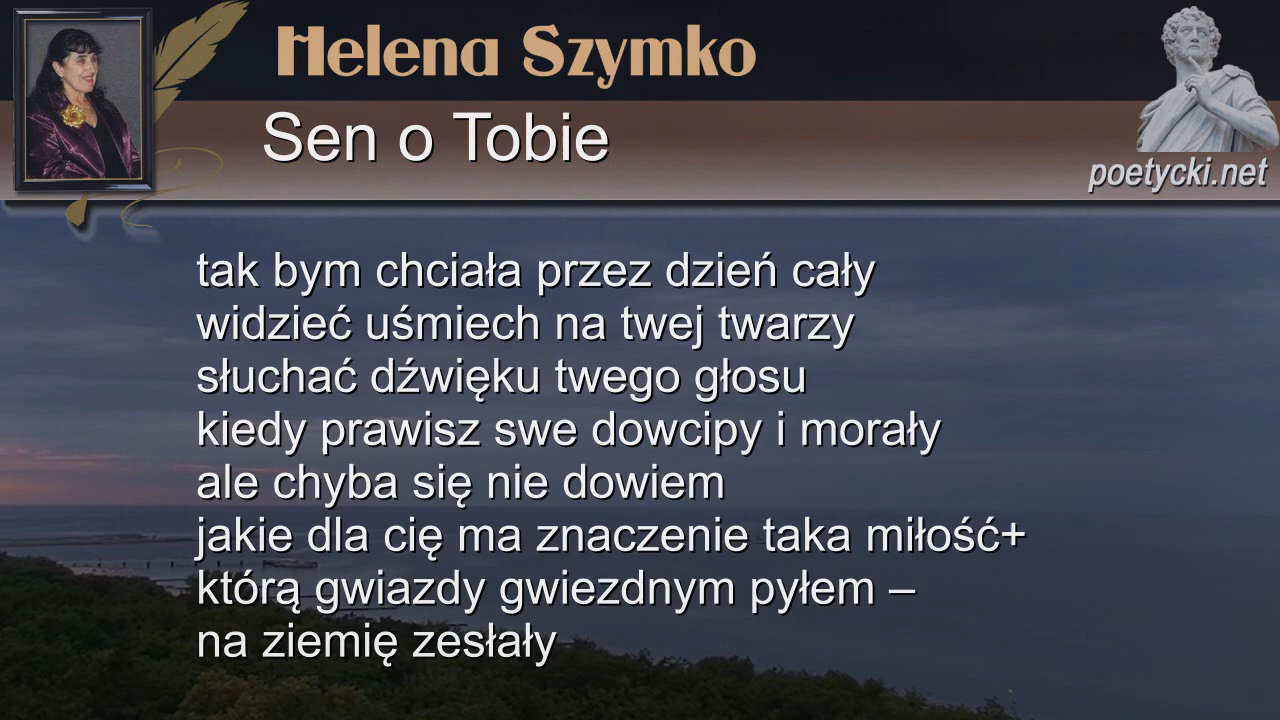 Helena Szymko
Sen o Tobie
poetycki.net
tak bym chciała przez dzień cały
widzieć uśmiech na twej twarzy
słuchać dźwięku twego głosu
kiedy prawisz swe dowcipy i morały
ale chyba się nie dowiem
jakie dla cię ma znaczenie taka miłość+
którą gwiazdy gwiezdnym pyłem –
na ziemię zesłały